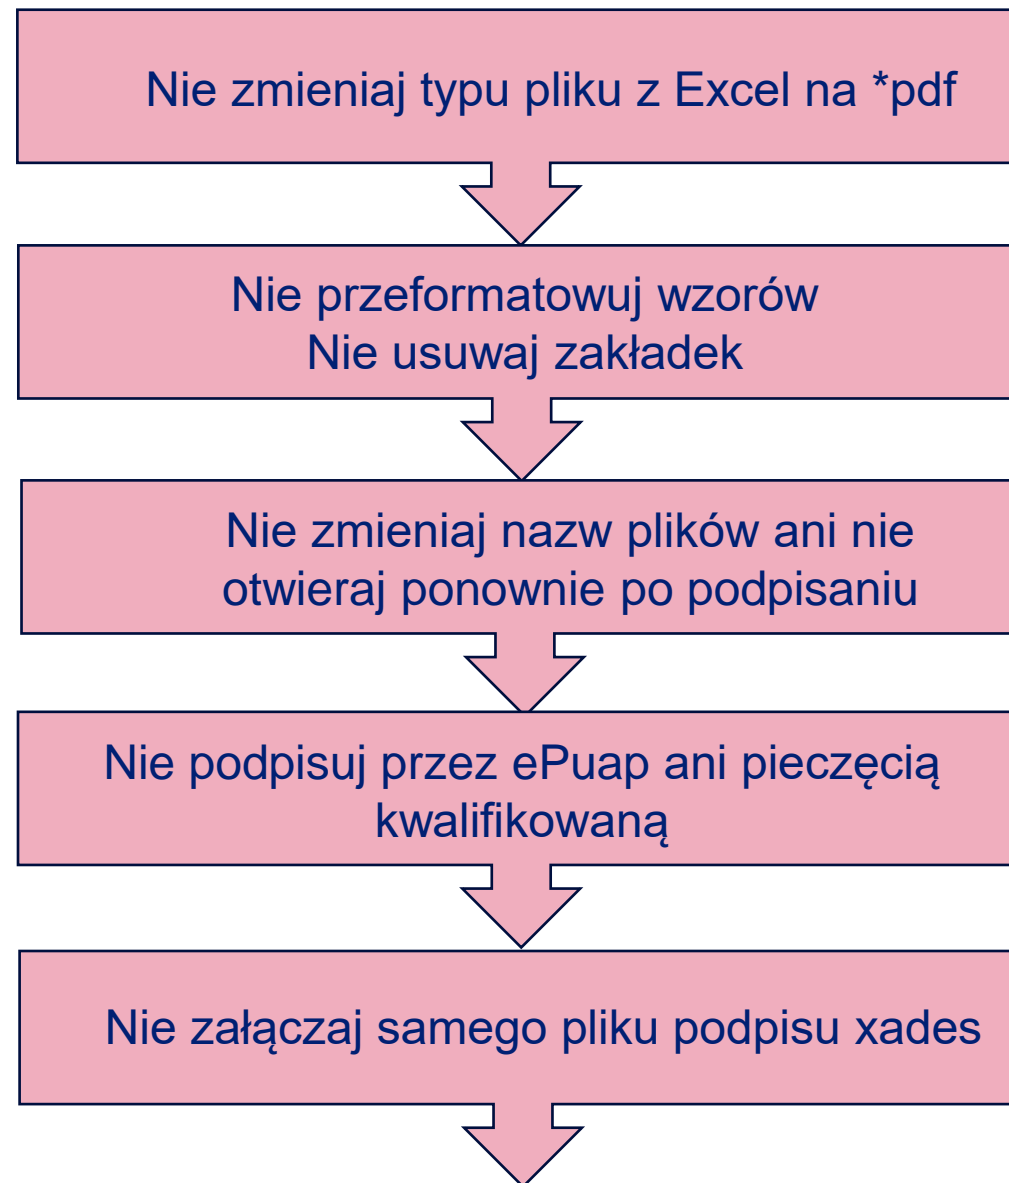 Nie zmieniaj typu pliku z Excel na *pdf
Nie przeformatowuj wzorów
Nie usuwaj zakładek
Nie zmieniaj nazw plików ani nie
otwieraj ponownie po podpisaniu
Nie podpisuj przez ePuap ani pieczęcią
kwalifikowaną
Nie załączaj samego pliku podpisu xades